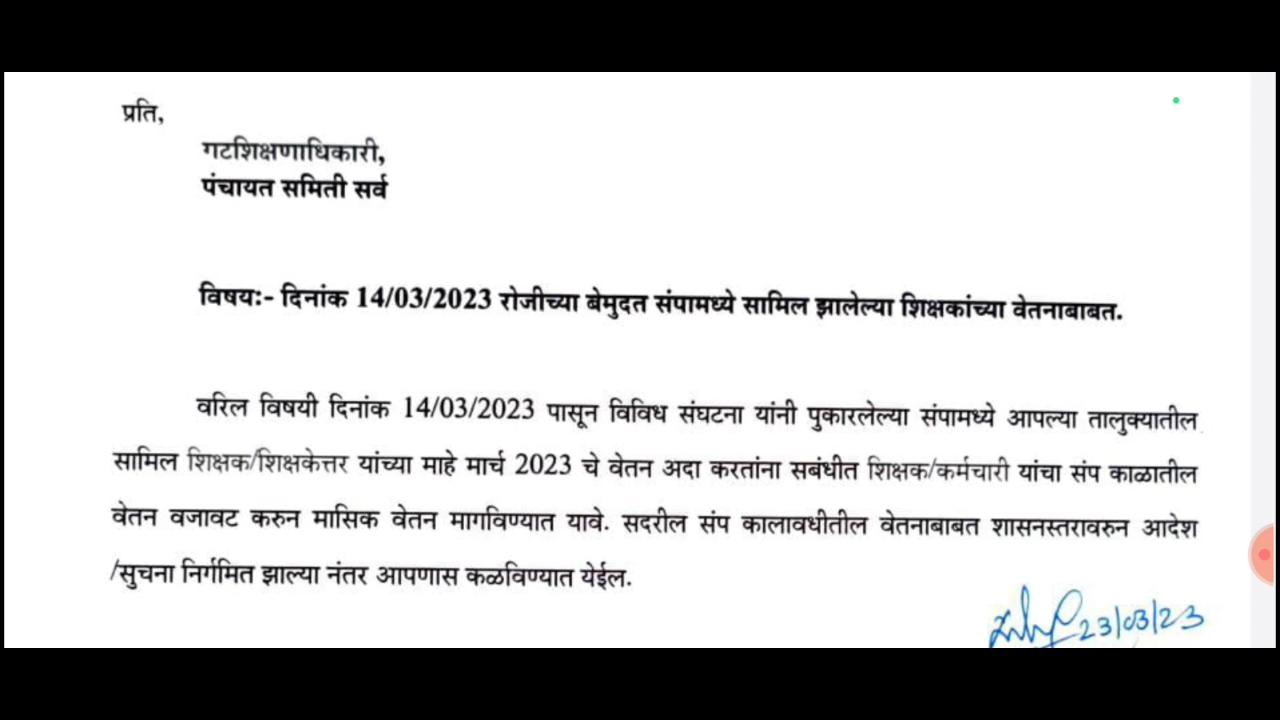 प्रति,
गटशिक्षणाधिकारी,
पंचायत समिती सर्व
विषयः- दिनांक 14/03/2023 रोजीच्या बेमुदत संपामध्ये सामिल झालेल्या शिक्षकांच्या वेतनाबाबत.
वरिल विषयी दिनांक 14/03/2023 पासून विविध संघटना यांनी पुकारलेल्या संपामध्ये आपल्या तालुक्यातील
सामिल शिक्षक/शिक्षकेत्तर यांच्या माहे मार्च 2023 चे वेतन अदा करतांना सबंधीत शिक्षक/कर्मचारी यांचा संप काळातील
वेतन वजावट करुन मासिक वेतन मागविण्यात यावे. सदरील संप कालावधीतील वेतनाबाबत शासनस्तरावरुन आदेश
/सुचना निर्गमित झाल्या नंतर आपणास कळविण्यात येईल.
23/03/23